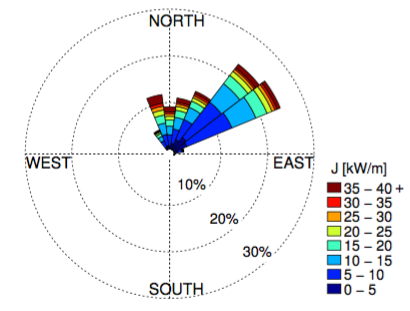 NORTH
WEST
EAST
10%
20%
30%
SOUTH
J [kW/m]
35 – 40 +
30 – 35
25 – 30
20 – 25
15 – 20
10 – 15
5 – 10
0 – 5